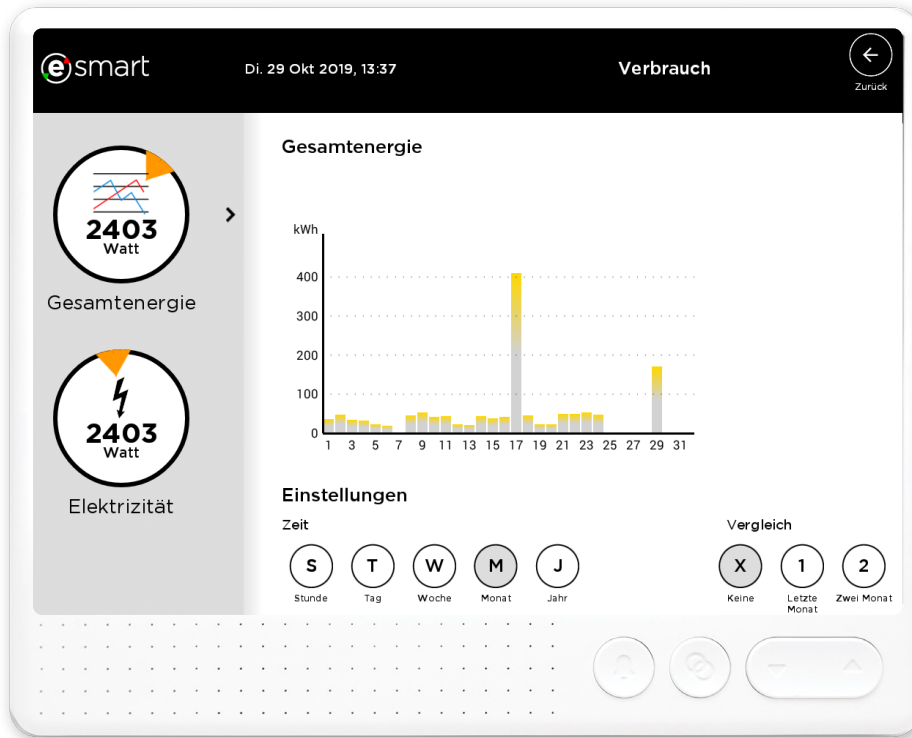 esmart
Di. 29 Okt 2019, 13:37
Verbrauch
Zurück
2403
Watt
Gesamtenergie
2403
Watt
Elektrizität
Gesamtenergie
kWh
400
300
200
100
0
1 3 5 7 9 11 13 15 17 19 21 23 25 27 29 31
Einstellungen
Zeit
S T W M J
Stunde Tag Woche Monat Jahr
Vergleich
X 1 2
Keine Letzte Monat Zwei Monat